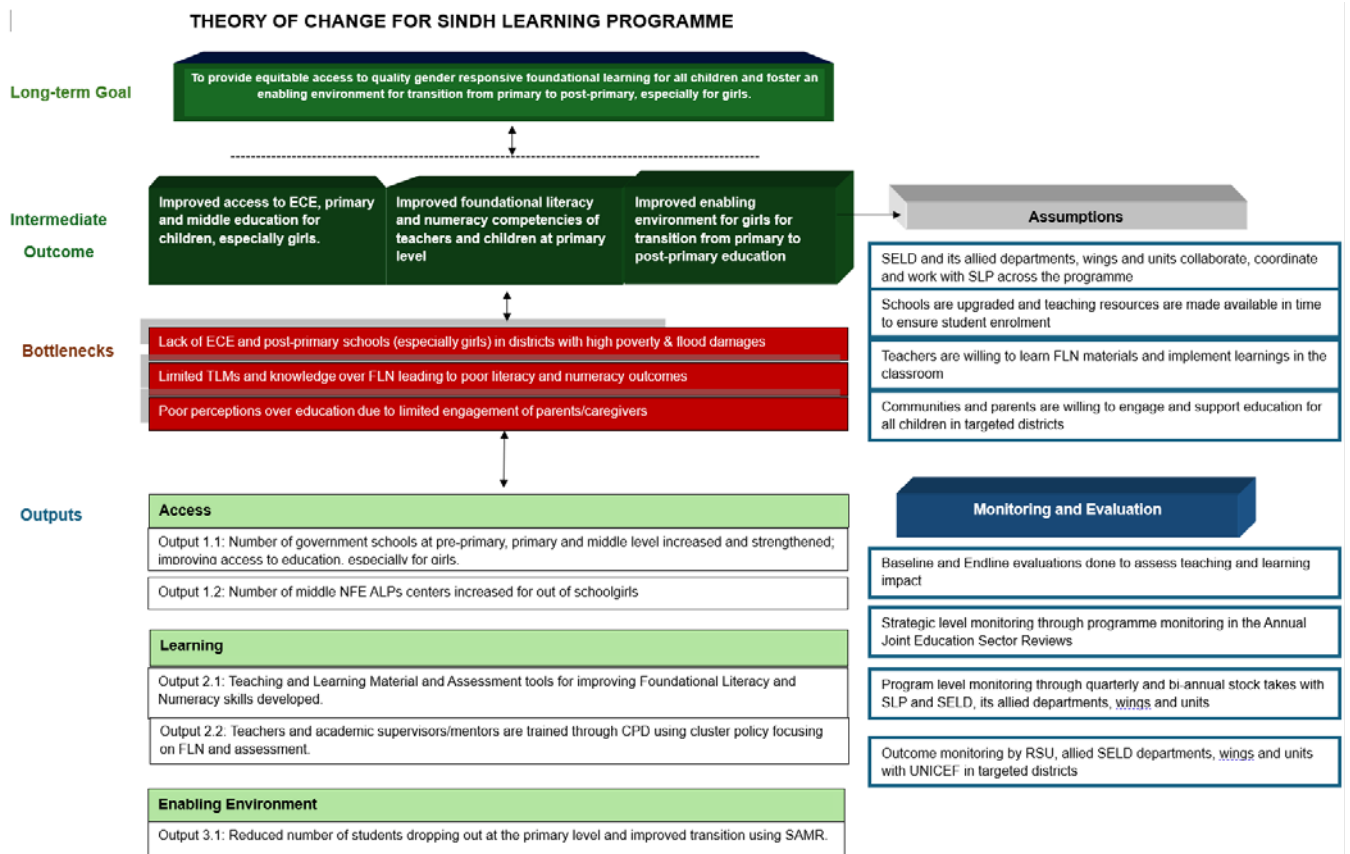 THEORY OF CHANGE FOR SINDH LEARNING PROGRAMME
Long-term Goal
To provide equitable access to quality gender responsive foundational learning for all children and foster an
enabling environment for transition from primary to post-primary, especially for girls.
Intermediate
Outcome
Improved access to ECE, primary
and middle education for
children, especially girls.
Improved foundational literacy
and numeracy competencies of
teachers and children at primary
level
Improved enabling
environment for girls for
transition from primary to
post-primary education
Bottlenecks
Lack of ECE and post-primary schools (especially girls) in districts with high poverty & flood damages
Limited TLMs and knowledge over FLN leading to poor literacy and numeracy outcomes
Poor perceptions over education due to limited engagement of parents/caregivers
Outputs
Access
Output 1.1: Number of government schools at pre-primary, primary and middle level increased and strengthened;
improving access to education, especially for girls.
Output 1.2: Number of middle NFE ALPs centers increased for out of schoolgirls
Learning
Output 2.1: Teaching and Learning Material and Assessment tools for improving Foundational Literacy and
Numeracy skills developed.
Output 2.2: Teachers and academic supervisors/mentors are trained through CPD using cluster policy focusing
on FLN and assessment.
Enabling Environment
Output 3.1: Reduced number of students dropping out at the primary level and improved transition using SAMR.
Assumptions
SELD and its allied departments, wings and units collaborate, coordinate
and work with SLP across the programme
Schools are upgraded and teaching resources are made available in time
to ensure student enrolment
Teachers are willing to learn FLN materials and implement learnings in the
classroom
Communities and parents are willing to engage and support education for
all children in targeted districts
Monitoring and Evaluation
Baseline and Endline evaluations done to assess teaching and learning
impact
Strategic level monitoring through programme monitoring in the Annual
Joint Education Sector Reviews
Program level monitoring through quarterly and bi-annual stock takes with
SLP and SELD, its allied departments, wings and units
Outcome monitoring by RSU, allied SELD departments, wings and units
with UNICEF in targeted districts